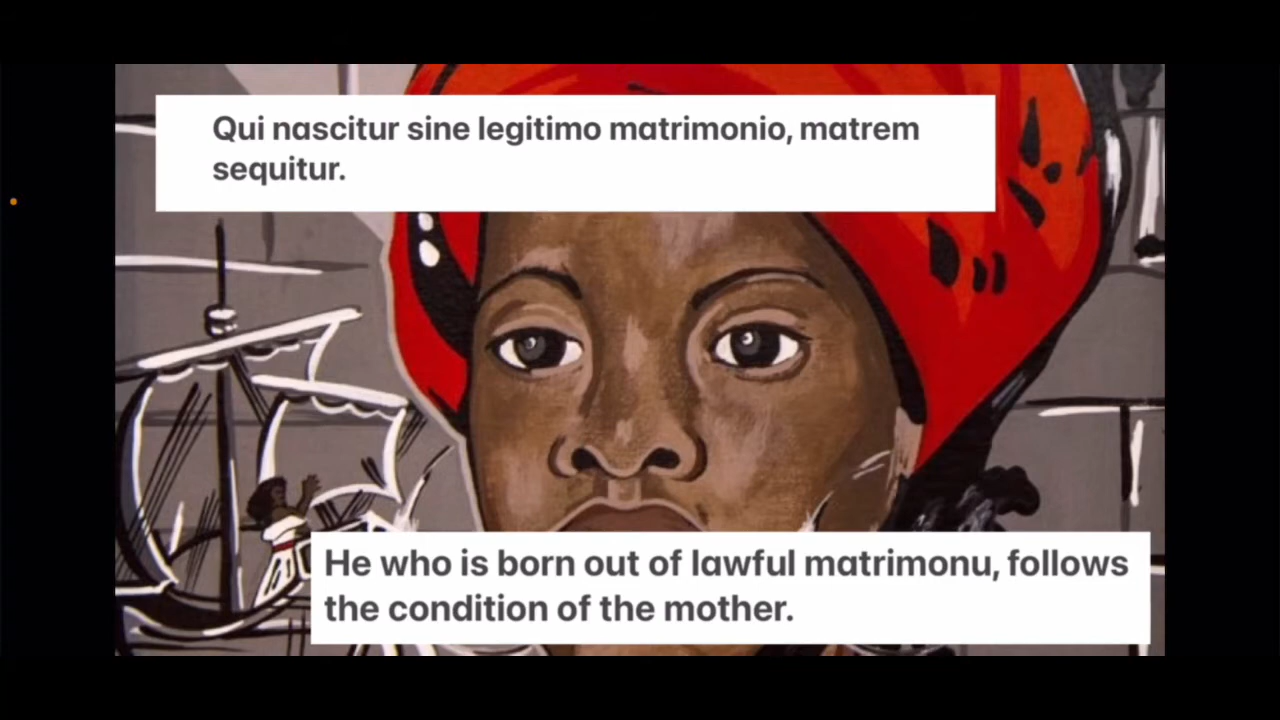 Qui nascitur sine legitimo matrimonio, matrem
sequitur.
He who is born out of lawful matrimonu, follows
the condition of the mother.